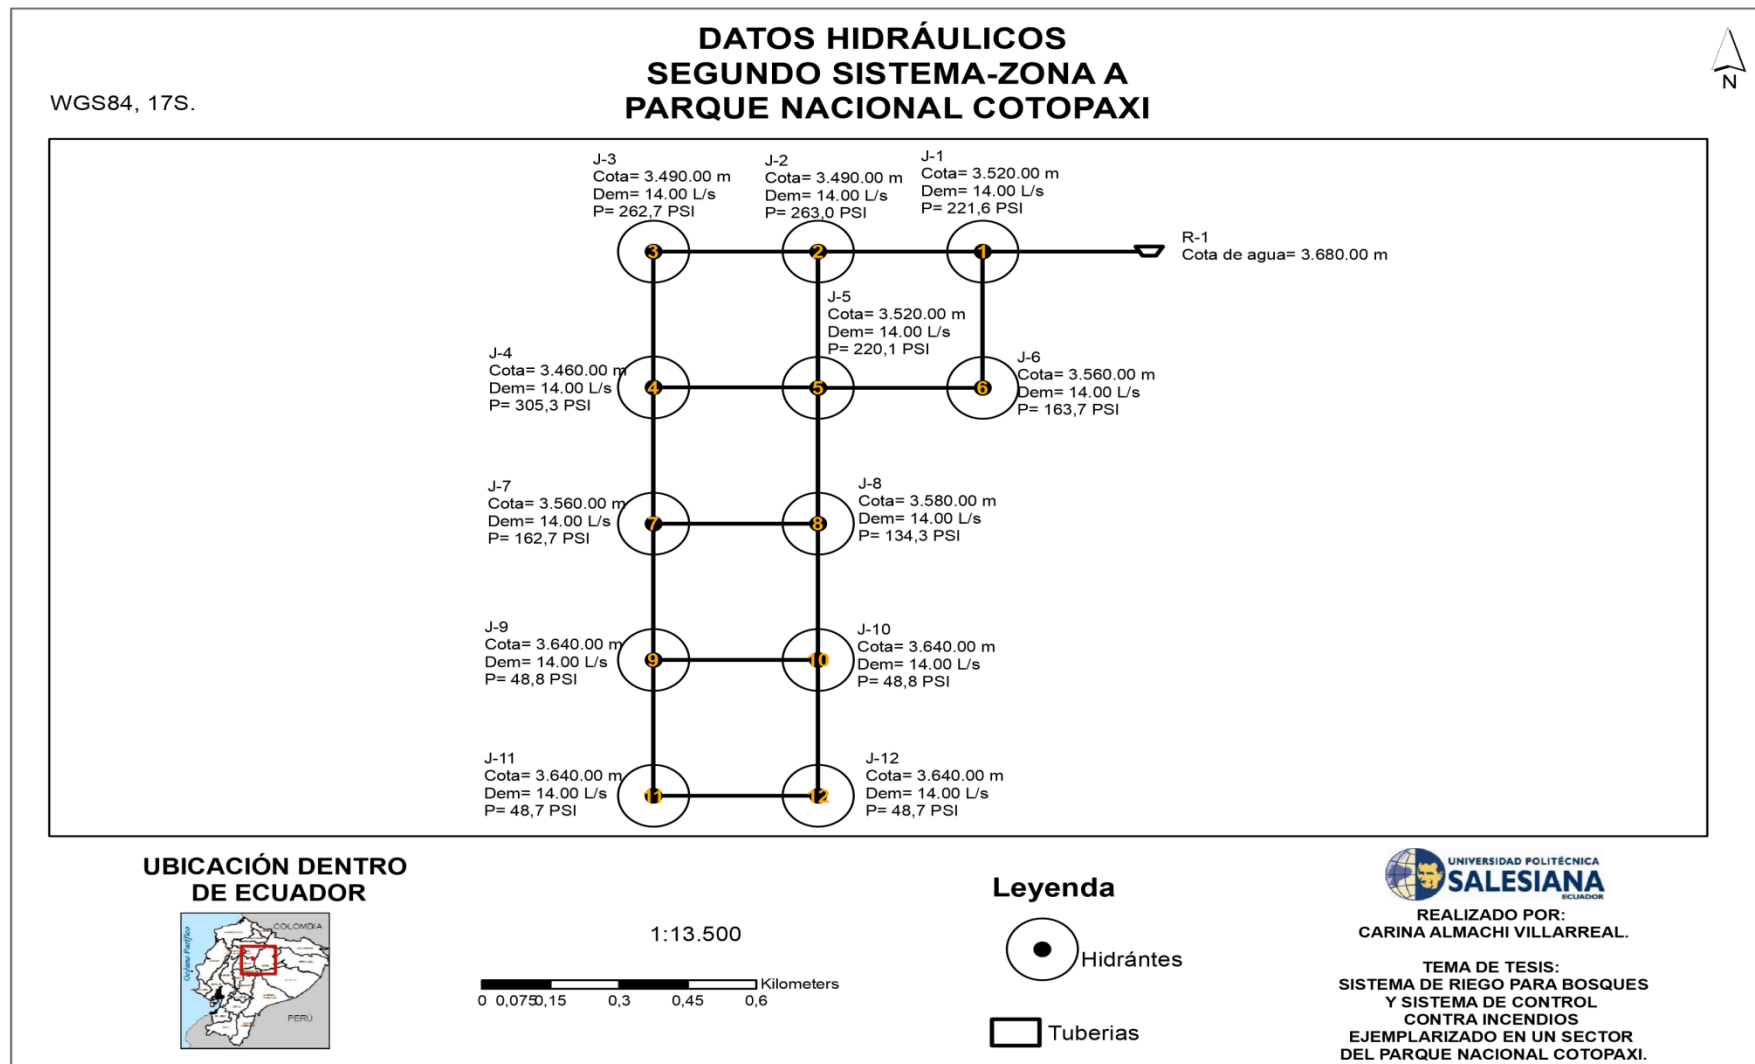 DATOS HIDRÁULICOS
SEGUNDO SISTEMA-ZONA A
PARQUE NACIONAL COTOPAXI
WGS84, 17S.
N
J-3
Cota= 3.490.00 m
Dem= 14.00 L/s
P= 262,7 PSI
J-2
Cota= 3.490.00 m
Dem= 14.00 L/s
P= 263,0 PSI
J-1
Cota= 3.520.00 m
Dem= 14.00 L/s
P= 221,6 PSI
3
2
1
R-1
Cota de agua= 3.680.00 m
J-5
Cota= 3.520.00 m
Dem= 14.00 L/s
P= 220,1 PSI
J-4
Cota= 3.460.00 m
Dem= 14.00 L/s
P= 305,3 PSI
J-6
Cota= 3.560.00 m
Dem= 14.00 L/s
P= 163,7 PSI
4
5
6
J-7
Cota= 3.560.00 m
Dem= 14.00 L/s
P= 162,7 PSI
J-8
Cota= 3.580.00 m
Dem= 14.00 L/s
P= 134,3 PSI
7
8
J-9
Cota= 3.640.00 m
Dem= 14.00 L/s
P= 48,8 PSI
J-10
Cota= 3.640.00 m
Dem= 14.00 L/s
P= 48,8 PSI
9
10
J-11
Cota= 3.640.00 m
Dem= 14.00 L/s
P= 48,7 PSI
J-12
Cota= 3.640.00 m
Dem= 14.00 L/s
P= 48,7 PSI
11
12
UBICACIÓN DENTRO
DE ECUADOR
COLOMBIA
Océano Pacífico
PERÚ
1:13.500
Kilometers
0 0,075 0,15 0,3 0,45 0,6
Leyenda
Hidrántes
Tuberias
UNIVERSIDAD POLITÉCNICA
SALESIANA
ECUADOR
REALIZADO POR:
CARINA ALMACHI VILLARREAL.
TEMA DE TESIS:
SISTEMA DE RIEGO PARA BOSQUES
Y SISTEMA DE CONTROL
CONTRA INCENDIOS
EJEMPLARIZADO EN UN SECTOR
DEL PARQUE NACIONAL COTOPAXI.